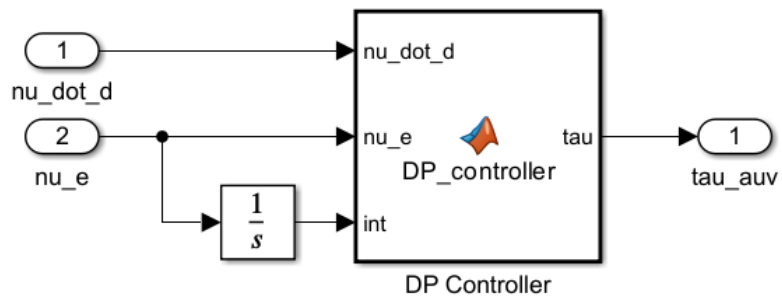 1
nu_dot_d
nu_dot_d
2
nu_e
nu_e
1
s
int
DP_controller
tau
1
tau_auv
DP Controller